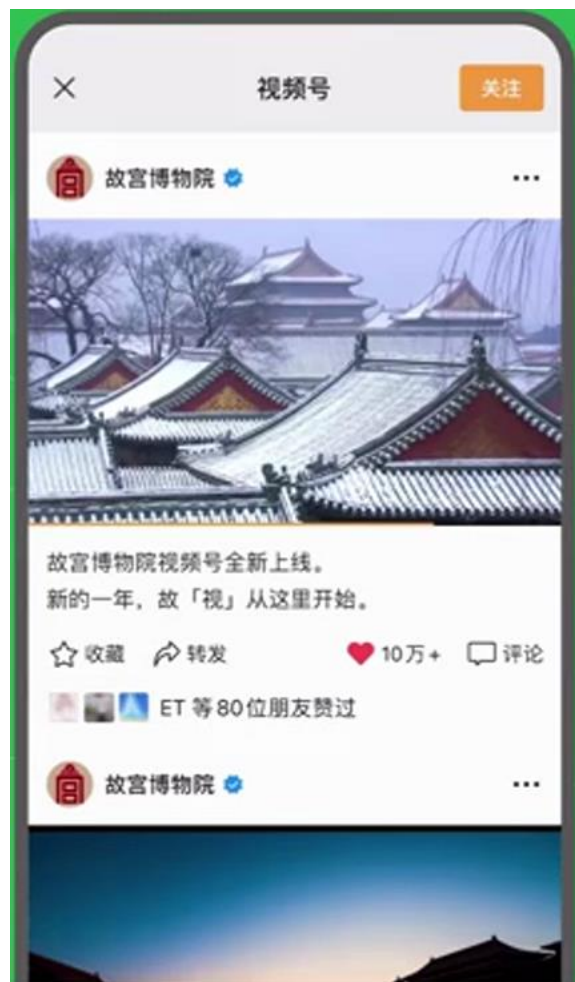 视频号
关注
故宫博物院
故宫博物院视频号全新上线。
新的一年，故「视」从这里开始。
收藏 转发 10万+ 评论
ET 等80位朋友赞过
故宫博物院